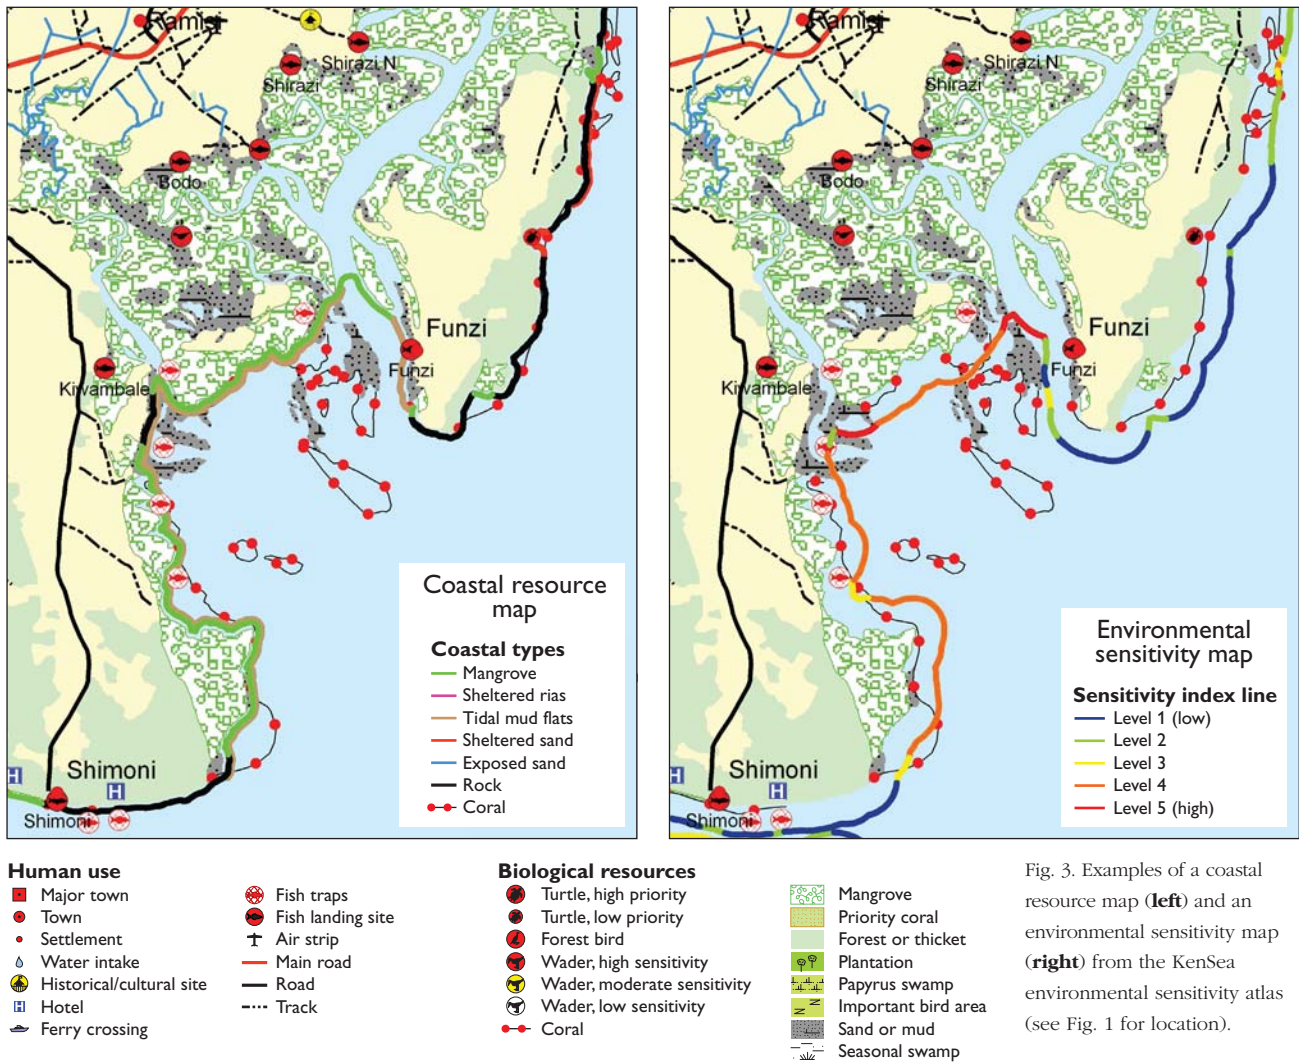 Ramisi
Shirazi N
Shirazi
Bodo
Funzi
Funzi
Kiwambale
Shimoni
Shimoni
Coastal resource
map
Coastal types
Mangrove
Sheltered rias
Tidal mud flats
Sheltered sand
Exposed sand
Rock
Coral
Ramisi
Shirazi N
Shirazi
Bodo
Funzi
Funzi
Kiwambale
Shimoni
Shimoni
Environmental
sensitivity map
Sensitivity index line
Level 1 (low)
Level 2
Level 3
Level 4
Level 5 (high)
Human use
Major town
Town
Settlement
Water intake
Historical/cultural site
Hotel
Ferry crossing
Fish traps
Fish landing site
Air strip
Main road
Road
Track
Biological resources
Turtle, high priority
Turtle, low priority
Forest bird
Wader, high sensitivity
Wader, moderate sensitivity
Wader, low sensitivity
Coral
Mangrove
Priority coral
Forest or thicket
Plantation
Papyrus swamp
Important bird area
Sand or mud
Seasonal swamp
Fig. 3. Examples of a coastal
resource map (left) and an
environmental sensitivity map
(right) from the KenSea
environmental sensitivity atlas
(see Fig. 1 for location).